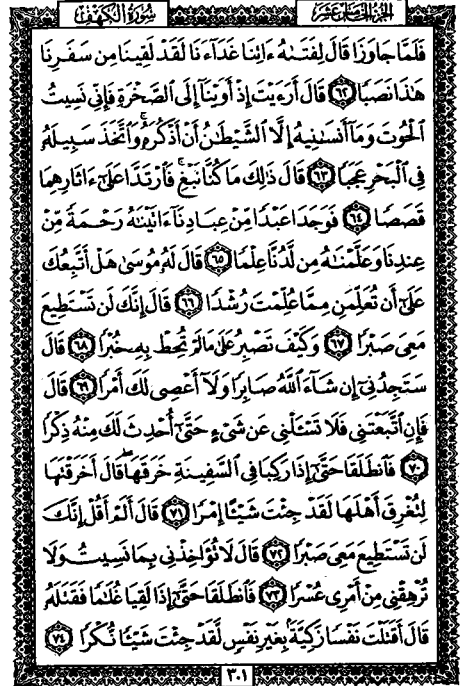 الجزء الخامس عشر سورة الكهف
فَلَمَّا جَاوَزَا قَالَ لِفَتَىٰهُ ءَاتِنَا غَدَآءَنَا لَقَدْ لَقِينَا مِن سَفَرِنَا
هَٰذَا نَصَبًا ٦٢ قَالَ أَرَءَيْتَ إِذْ أَوَيْنَآ إِلَى ٱلصَّخْرَةِ فَإِنِّى نَسِيتُ
ٱلْحُوتَ وَمَآ أَنسَىٰنِيهُ إِلَّا ٱلشَّيْطَٰنُ أَنْ أَذْكُرَهُۥ ۚ وَٱتَّخَذَ سَبِيلَهُۥ
فِى ٱلْبَحْرِ عَجَبًا ٦٣ قَالَ ذَٰلِكَ مَا كُنَّا نَبْغِ ۚ فَٱرْتَدَّا عَلَىٰٓ ءَاثَارِهِمَا
قَصَصًا ٦٤ فَوَجَدَا عَبْدًا مِّنْ عِبَادِنَآ ءَاتَيْنَٰهُ رَحْمَةً مِّنْ
عِندِنَا وَعَلَّمْنَٰهُ مِن لَّدُنَّا عِلْمًا ٦٥ قَالَ لَهُۥ مُوسَىٰ هَلْ أَتَّبِعُكَ
عَلَىٰٓ أَن تُعَلِّمَنِ مِمَّا عُلِّمْتَ رُشْدًا ٦٦ قَالَ إِنَّكَ لَن تَسْتَطِيعَ
مَعِىَ صَبْرًا ٦٧ وَكَيْفَ تَصْبِرُ عَلَىٰ مَا لَمْ تُحِطْ بِهِۦ خُبْرًا ٦٨ قَالَ
سَتَجِدُنِىٓ إِن شَآءَ ٱللَّهُ صَابِرًا وَلَآ أَعْصِى لَكَ أَمْرًا ٦٩ قَالَ
فَإِنِ ٱتَّبَعْتَنِى فَلَا تَسْـَٔلْنِى عَن شَىْءٍ حَتَّىٰٓ أُحْدِثَ لَكَ مِنْهُ ذِكْرًا
٧٠ فَٱنطَلَقَا حَتَّىٰٓ إِذَا رَكِبَا فِى ٱلسَّفِينَةِ خَرَقَهَا ۖ قَالَ أَخَرَقْتَهَا
لِتُغْرِقَ أَهْلَهَا لَقَدْ جِئْتَ شَيْـًٔا إِمْرًا ٧١ قَالَ أَلَمْ أَقُلْ إِنَّكَ
لَن تَسْتَطِيعَ مَعِىَ صَبْرًا ٧٢ قَالَ لَا تُؤَاخِذْنِى بِمَا نَسِيتُ وَلَا
تُرْهِقْنِى مِنْ أَمْرِى عُسْرًا ٧٣ فَٱنطَلَقَا حَتَّىٰٓ إِذَا لَقِيَا غُلَٰمًا فَقَتَلَهُۥ
قَالَ أَقَتَلْتَ نَفْسًا زَكِيَّةًۢ بِغَيْرِ نَفْسٍ لَّقَدْ جِئْتَ شَيْـًٔا نُّكْرًا ٧٤
٣٠١